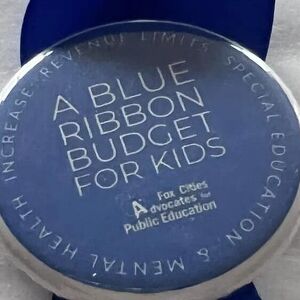 INCREASE REVENUE LIMITS, SPECIAL EDUCATION & MENTAL HEALTH
A BLUE
RIBBON
BUDGET
FOR KIDS
Fox Cities
Advocates for
Public Education